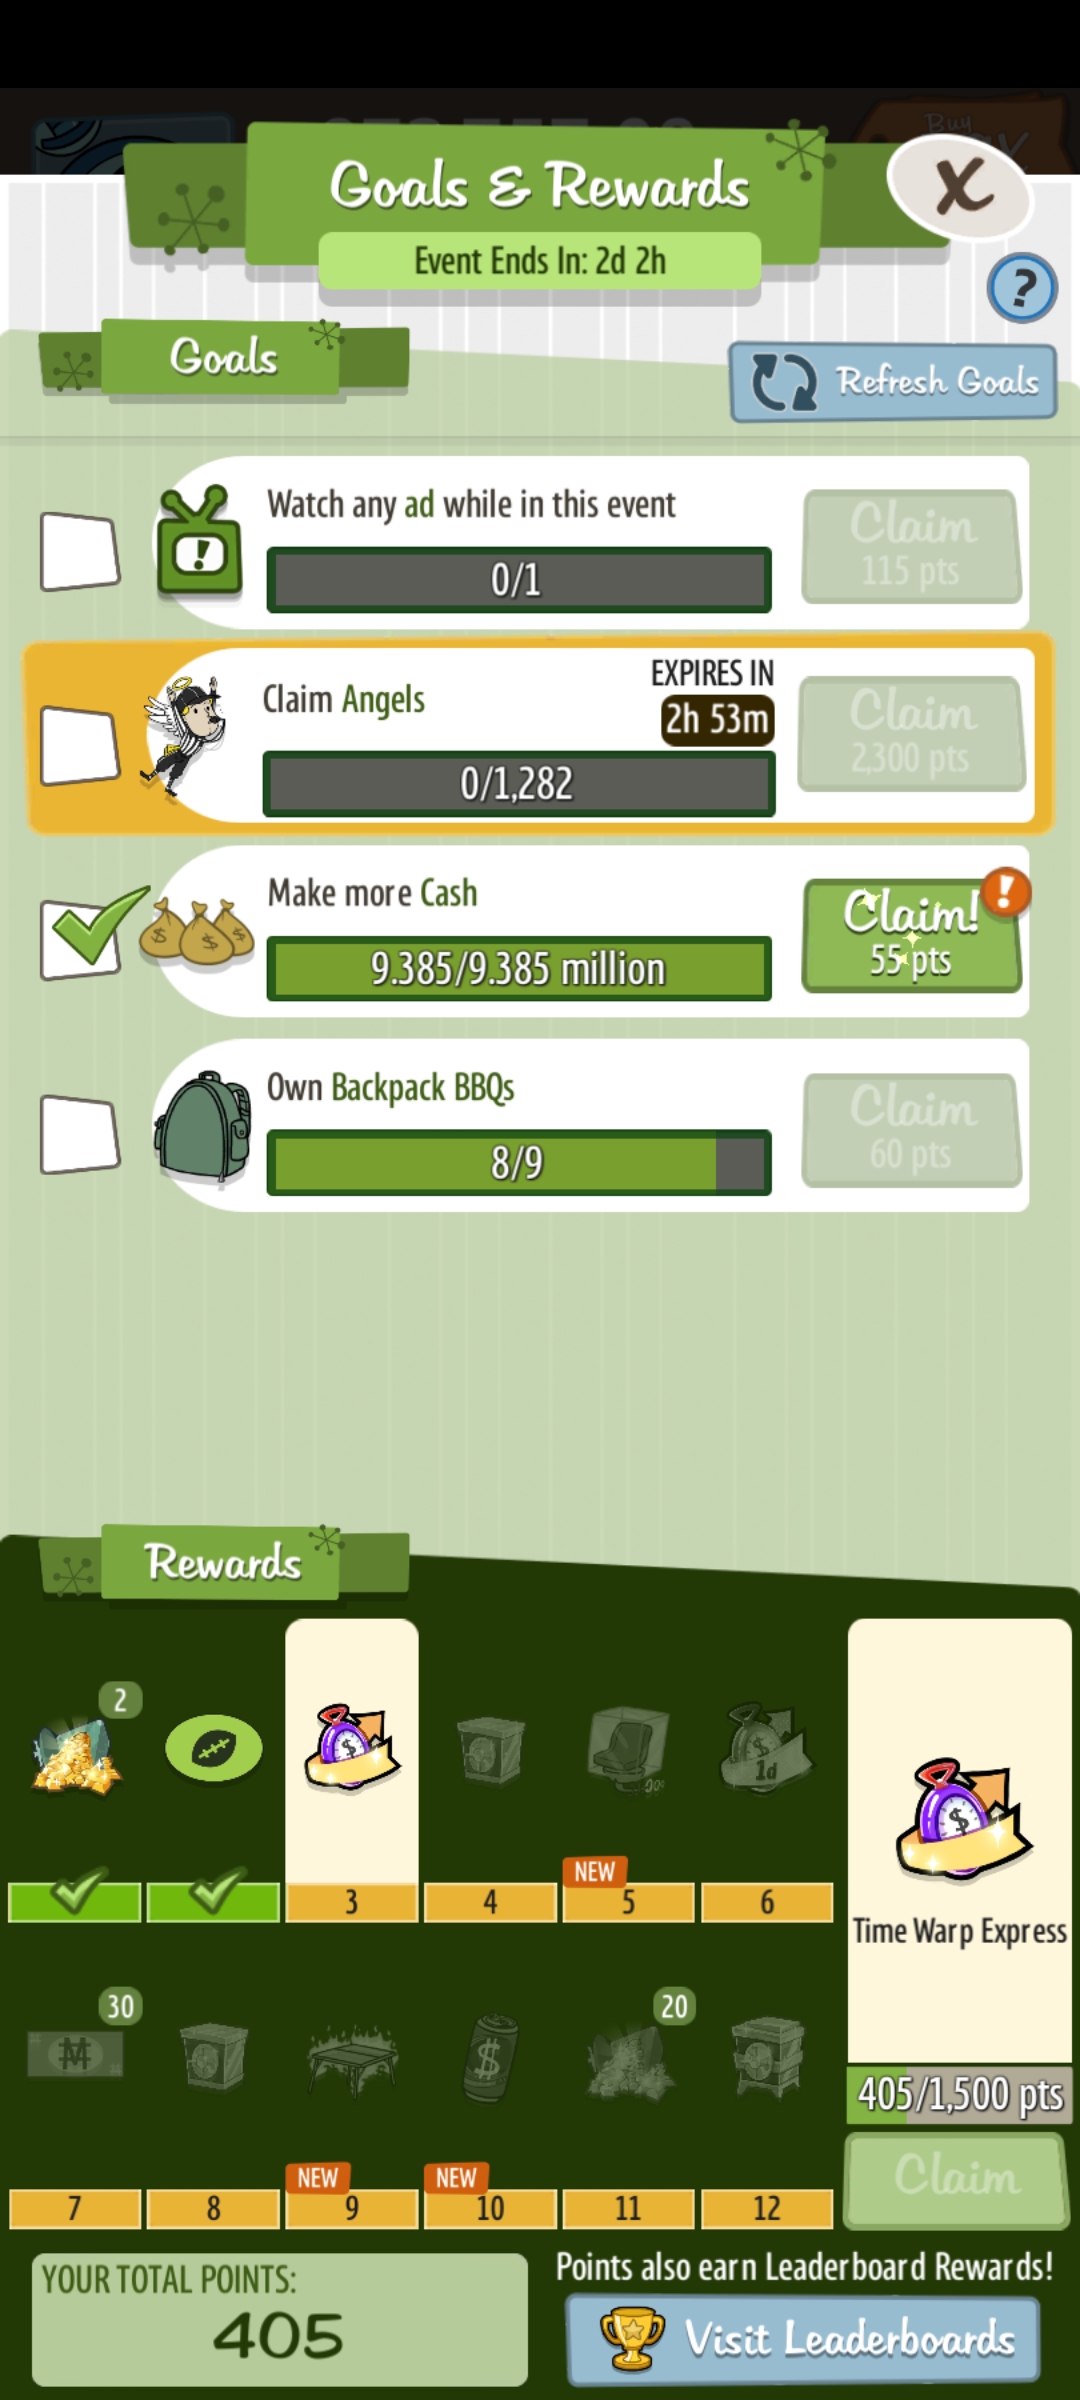 Buy
Goals & Rewards
X
Event Ends In: 2d 2h
?
Goals
Refresh Goals
Watch any ad while in this event
0/1
Claim
115 pts
Claim Angels
EXPIRES IN
2h 53m
0/1,282
Claim
2,300 pts
Make more Cash
9.385/9.385 million
Claim!
55 pts
!
Own Backpack BBQs
8/9
Claim
60 pts
Rewards
2
1d
3
4
NEW
5
6
Time Warp Express
30
20
405/1,500 pts
Claim
7
8
NEW
9
NEW
10
11
12
YOUR TOTAL POINTS:
405
Points also earn Leaderboard Rewards!
Visit Leaderboards